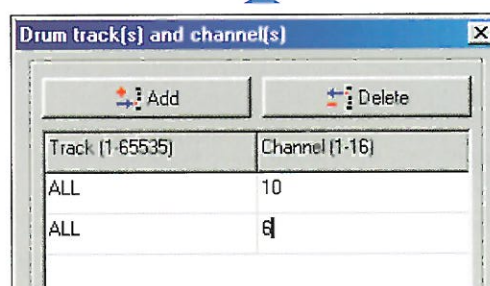 Drum track(s) and channel(s)
Add Delete
Track (1-65535) Channel (1-16)
ALL 10
ALL 6